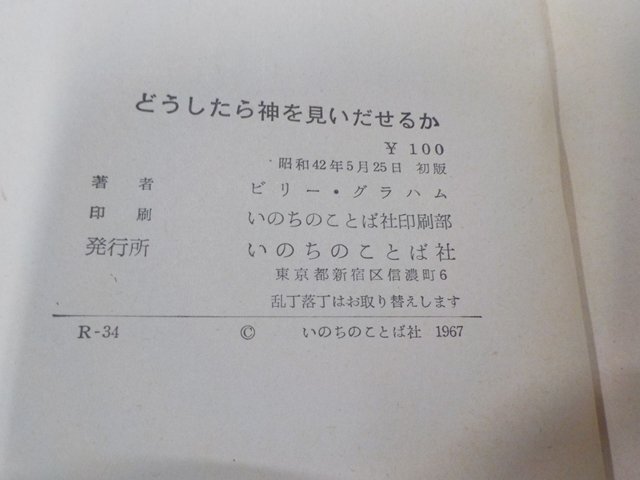 どうしたら神を見いだせるか
¥ 100
昭和42年5月25日 初版
著者 ビリー・グラハム
印刷 いのちのことば社印刷部
発行所 いのちのことば社
東京都新宿区信濃町6
乱丁落丁はお取り替えします
R-34 © いのちのことば社 1967